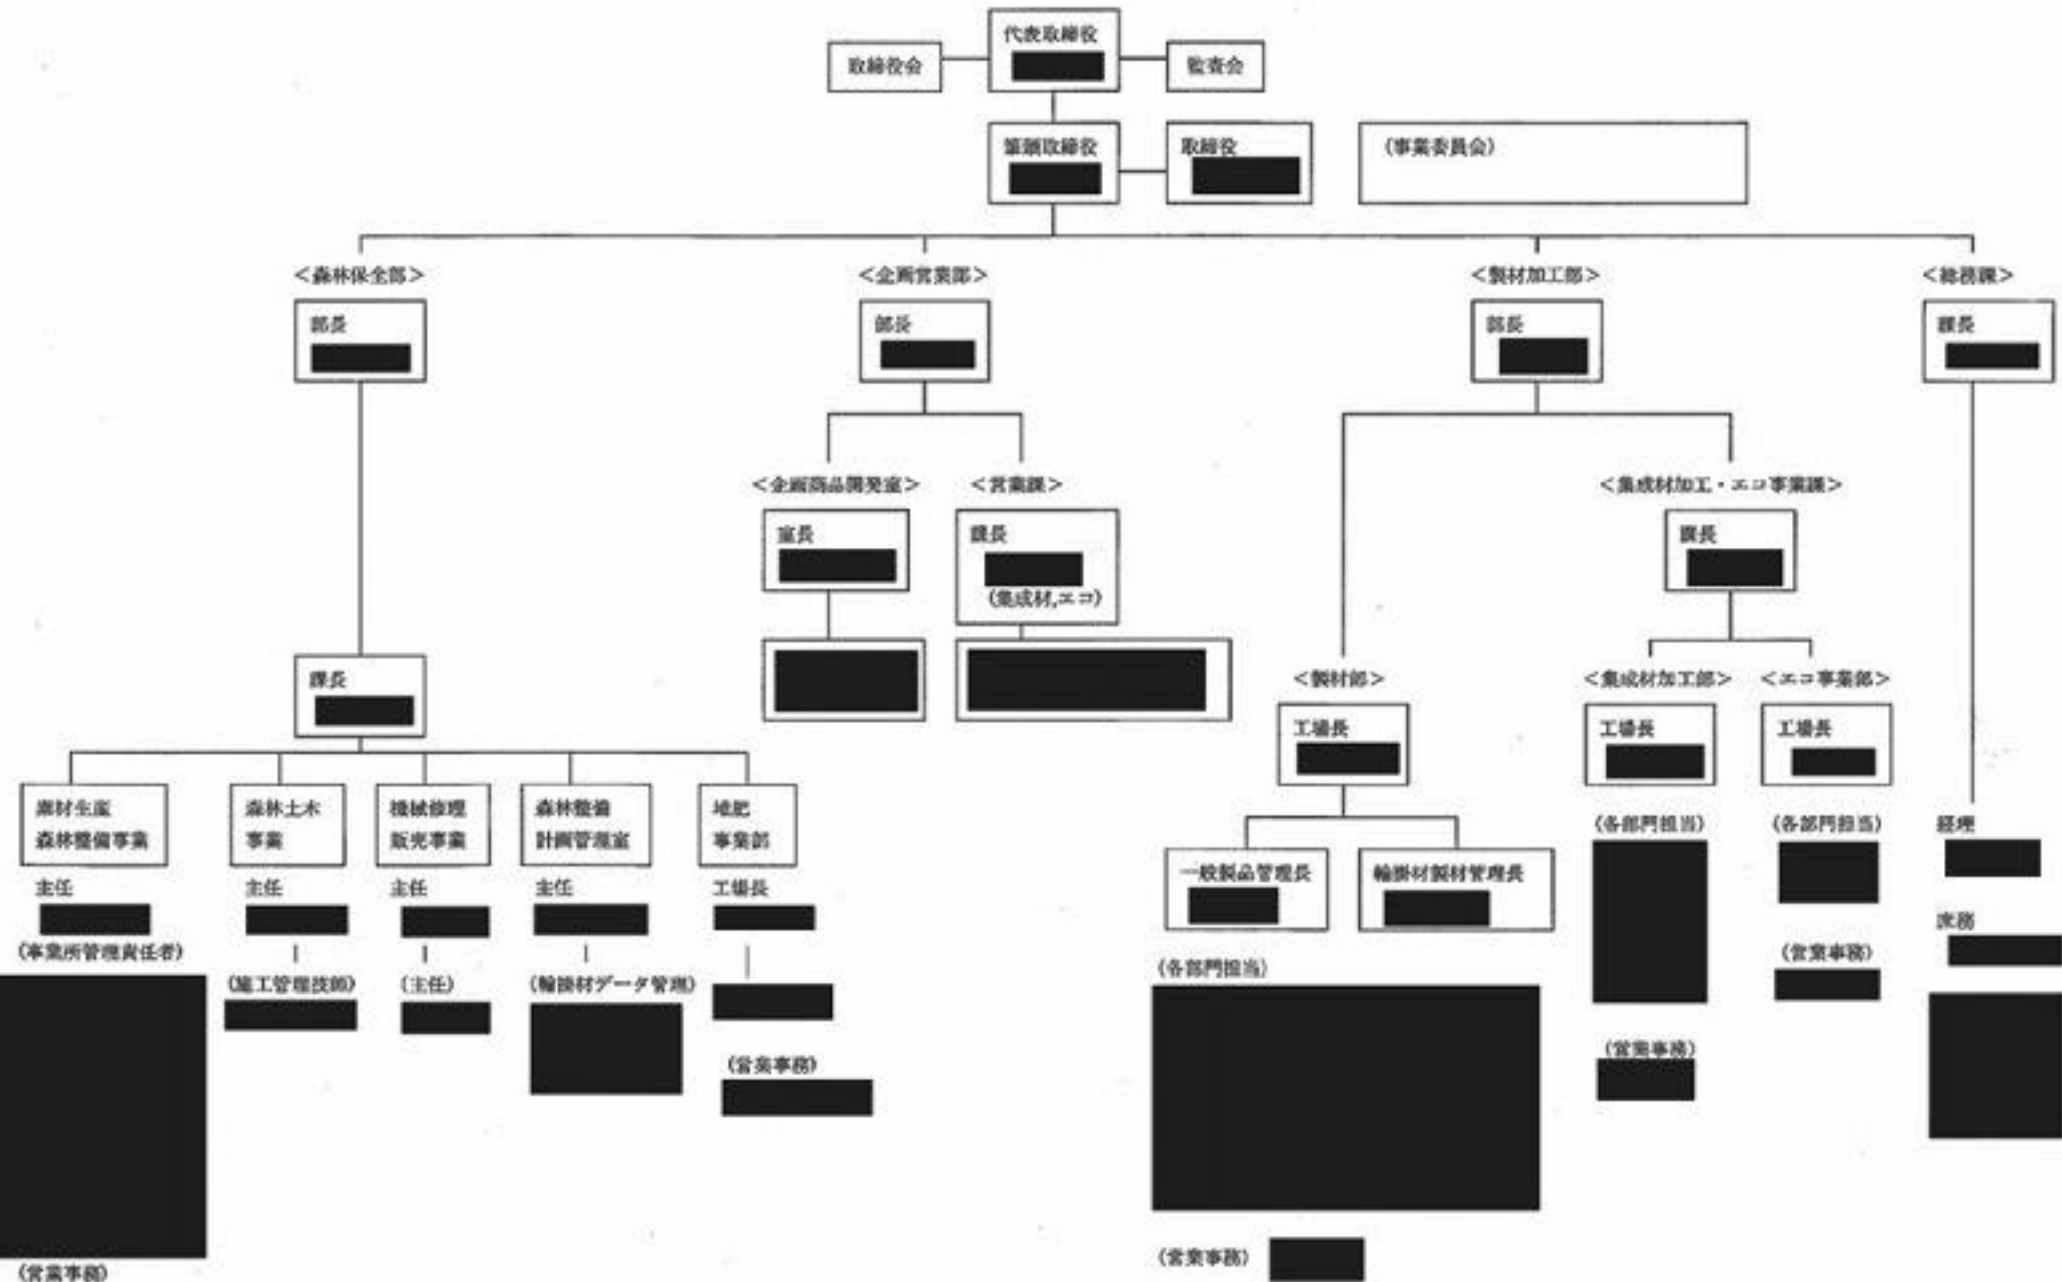 代表取締役
取締役会
監査会
筆頭取締役
取締役
(事業委員会)
<森林保全部>
<企画営業部>
<製材加工部>
<総務課>
部長
部長
部長
課長
<企画商品開発室>
<営業課>
<集成材加工・エコ事業課>
室長
課長
(集成材,エコ)
課長
課長
<製材部>
<集成材加工部>
<エコ事業部>
工場長
工場長
工場長
素材生産
森林整備事業
森林土木
事業
機械修理
販売事業
森林整備
計画管理室
堆肥
事業部
主任
主任
主任
主任
工場長
(事業所管理責任者)
(施工管理技師)
(主任)
(輪掛材データ管理)
(営業事務)
(営業事務)
一般製品管理長
輪掛材製材管理長
(各部門担当)
(営業事務)
(各部門担当)
(営業事務)
(各部門担当)
(営業事務)
経理
庶務